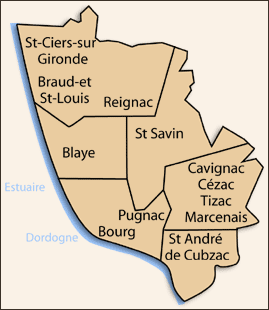 St-Ciers-sur
Gironde
Braud-et
St-Louis
Reignac
St Savin
Blaye
Cavignac
Cézac
Tizac
Marcenais
Estuaire
Pugnac
Bourg
Dordogne
St André
de Cubzac